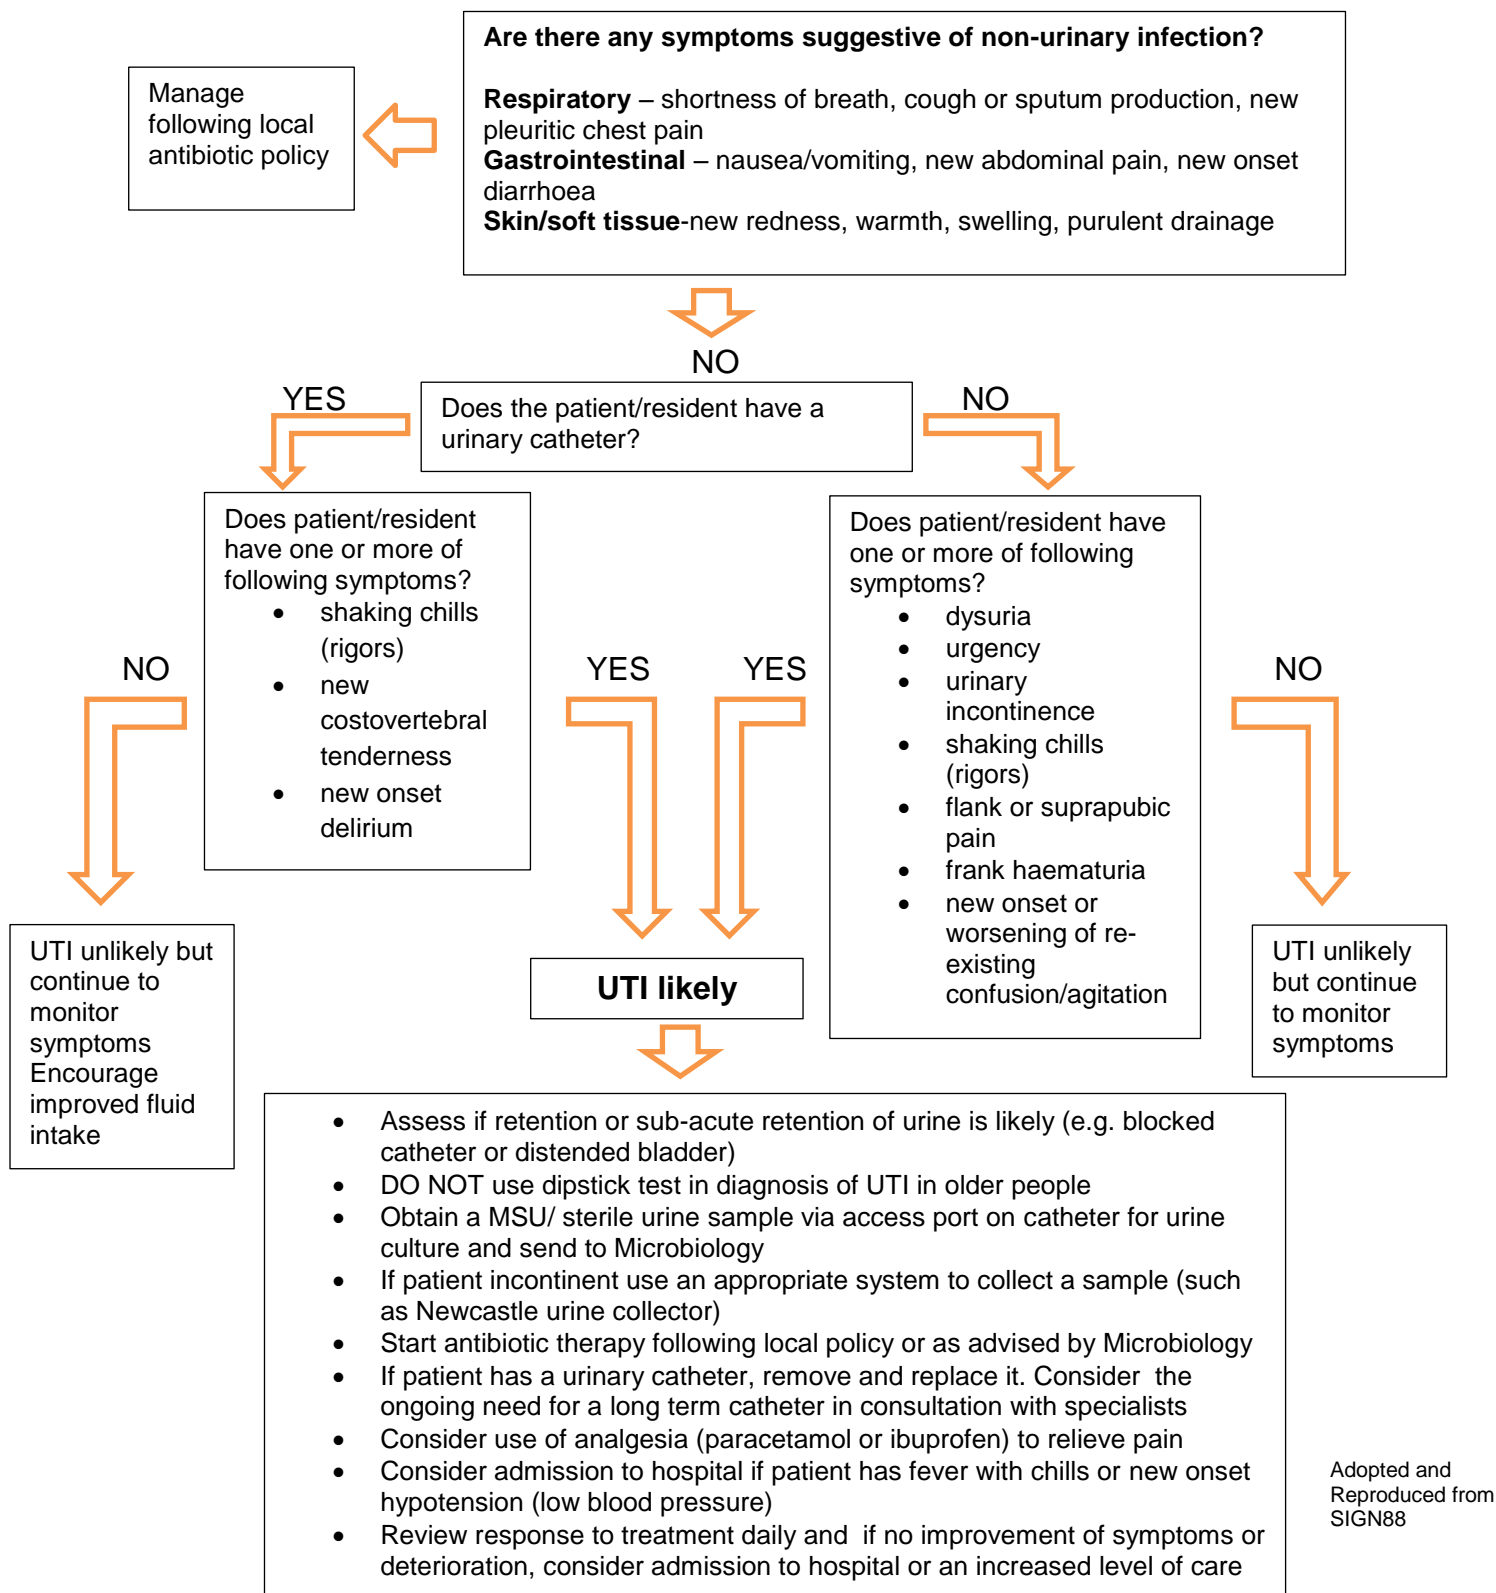 Are there any symptoms suggestive of non-urinary infection?
Respiratory – shortness of breath, cough or sputum production, new
pleuritic chest pain
Gastrointestinal – nausea/vomiting, new abdominal pain, new onset
diarrhoea
Skin/soft tissue-new redness, warmth, swelling, purulent drainage
Manage
following local
antibiotic policy
NO
YES
Does the patient/resident have a
urinary catheter?
NO
Does patient/resident
have one or more of
following symptoms?
• shaking chills
(rigors)
• new
costovertebral
tenderness
• new onset
delirium
Does patient/resident have
one or more of following
symptoms?
• dysuria
• urgency
• urinary
incontinence
• shaking chills
(rigors)
• flank or suprapubic
pain
• frank haematuria
• new onset or
worsening of re-
existing
confusion/agitation
NO
YES
YES
NO
UTI unlikely but
continue to
monitor
symptoms
Encourage
improved fluid
intake
UTI likely
UTI unlikely
but continue
to monitor
symptoms
• Assess if retention or sub-acute retention of urine is likely (e.g. blocked
catheter or distended bladder)
• DO NOT use dipstick test in diagnosis of UTI in older people
• Obtain a MSU/ sterile urine sample via access port on catheter for urine
culture and send to Microbiology
• If patient incontinent use an appropriate system to collect a sample (such
as Newcastle urine collector)
• Start antibiotic therapy following local policy or as advised by Microbiology
• If patient has a urinary catheter, remove and replace it. Consider the
ongoing need for a long term catheter in consultation with specialists
• Consider use of analgesia (paracetamol or ibuprofen) to relieve pain
• Consider admission to hospital if patient has fever with chills or new onset
hypotension (low blood pressure)
• Review response to treatment daily and if no improvement of symptoms or
deterioration, consider admission to hospital or an increased level of care
Adopted and
Reproduced from
SIGN88